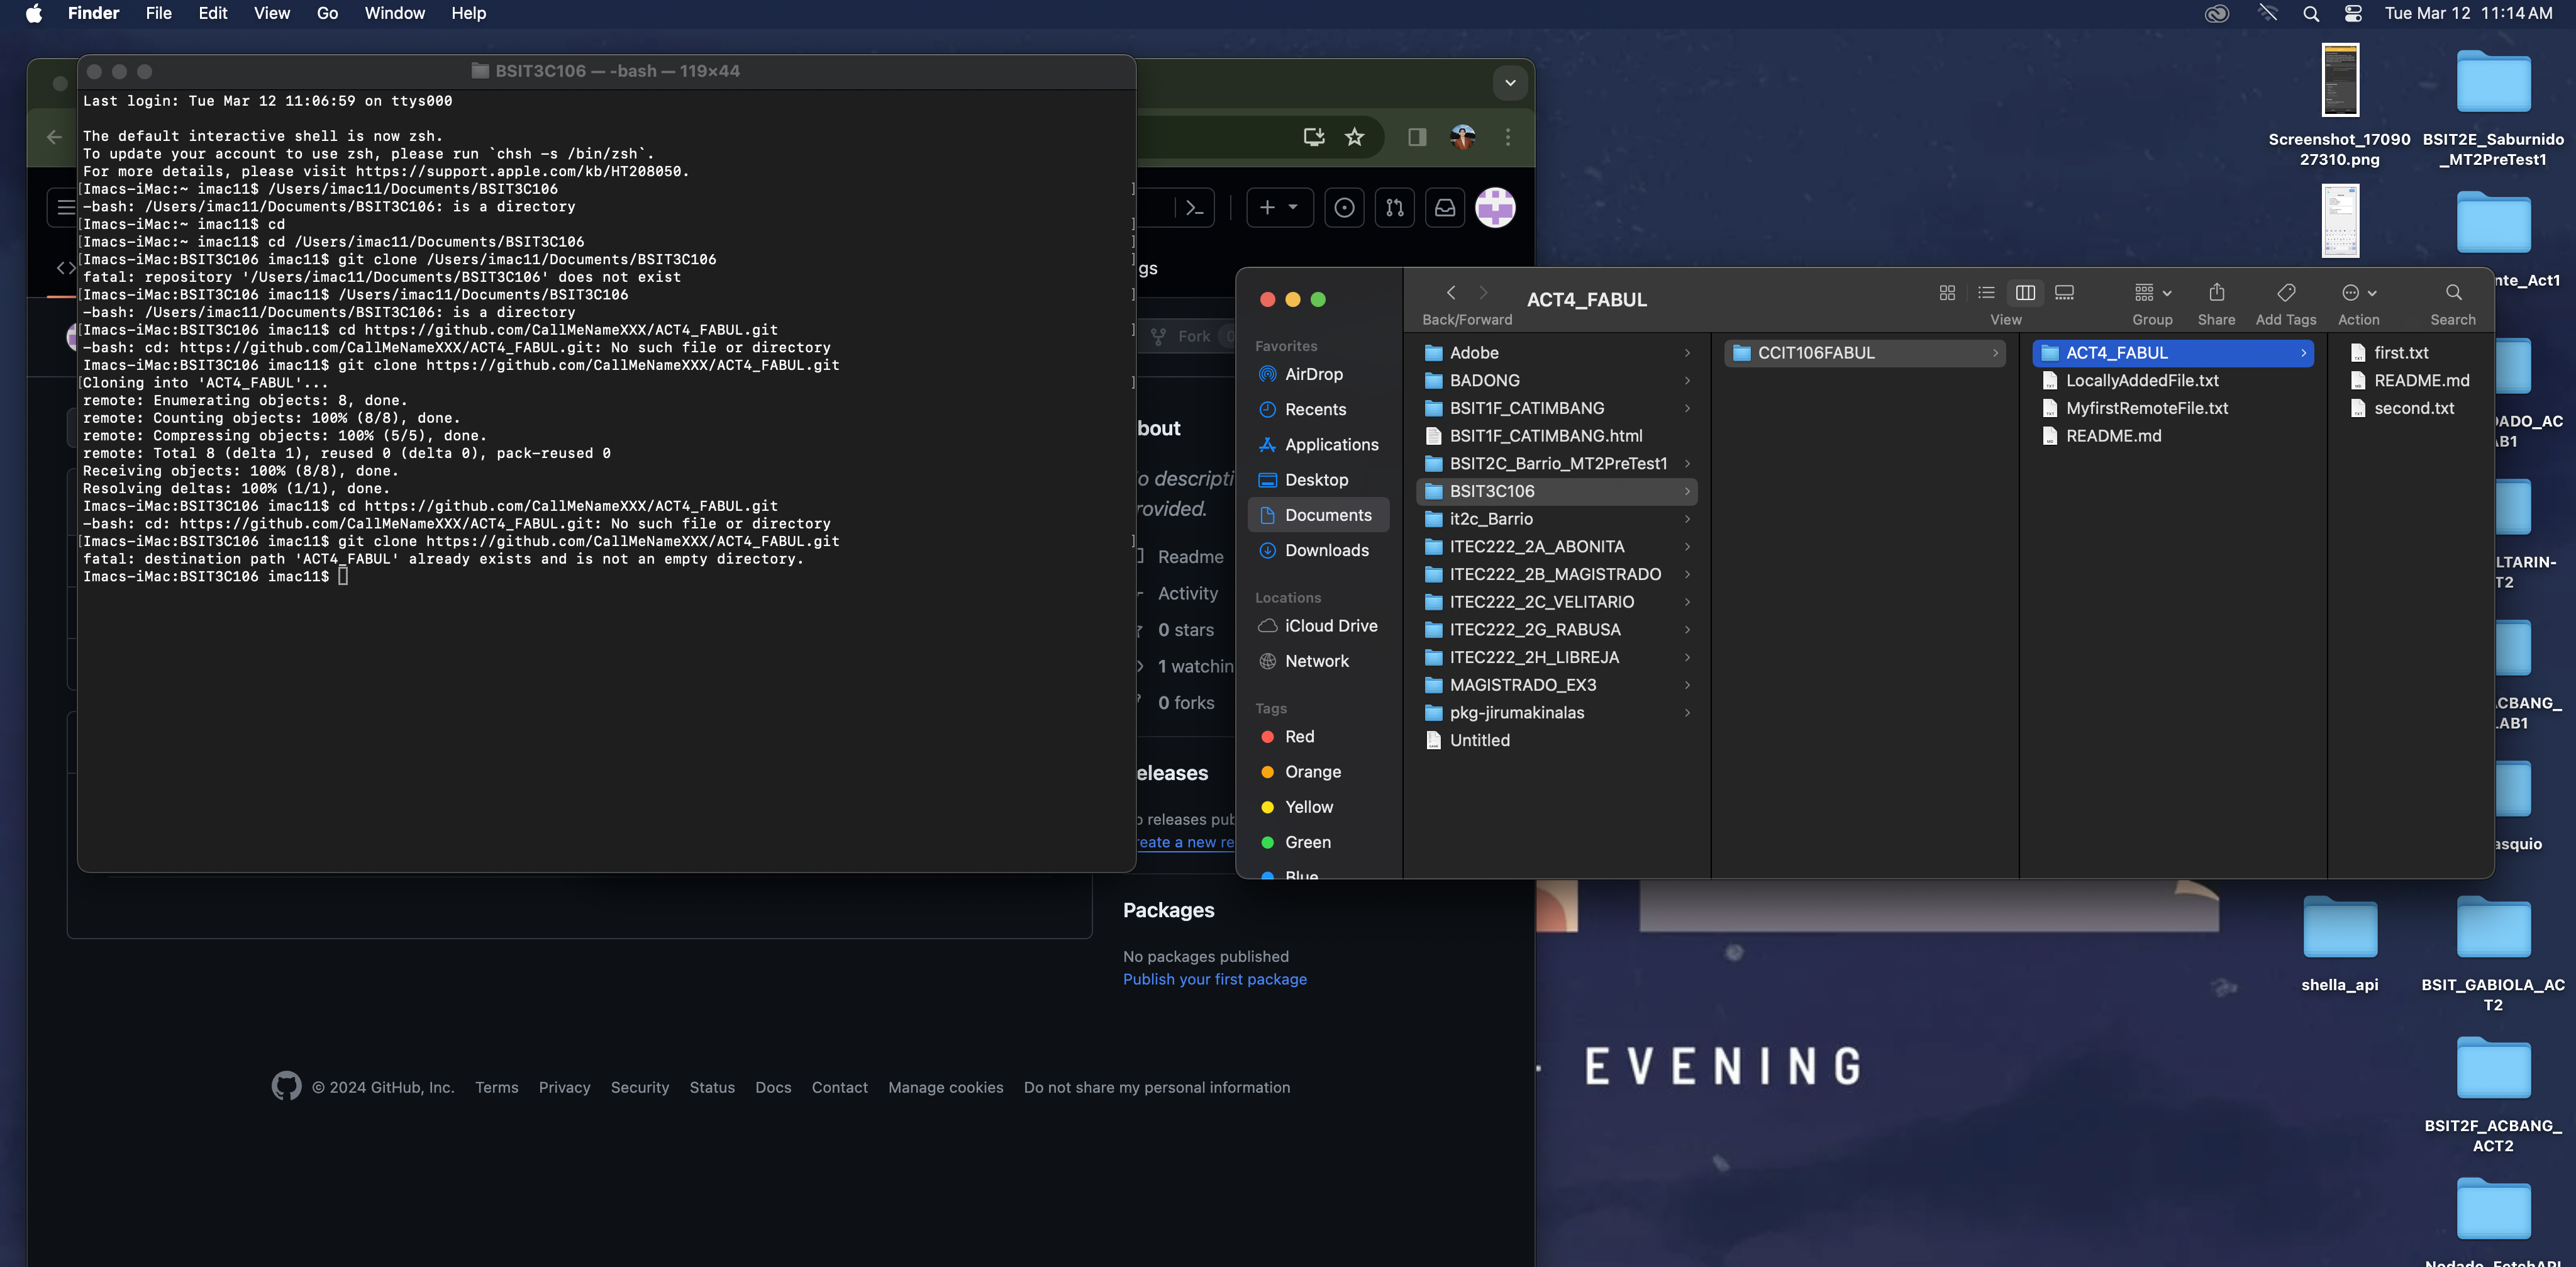 Finder File Edit View Go Window Help
Tue Mar 12 11:14 AM
BSIT3C106 — -bash — 119×44
Last login: Tue Mar 12 11:06:59 on ttys000
The default interactive shell is now zsh.
To update your account to use zsh, please run `chsh -s /bin/zsh`.
For more details, please visit https://support.apple.com/kb/HT208050.
[Imacs-iMac:~ imac11$ /Users/imac11/Documents/BSIT3C106 ]
-bash: /Users/imac11/Documents/BSIT3C106: is a directory
[Imacs-iMac:~ imac11$ cd ]
[Imacs-iMac:~ imac11$ cd /Users/imac11/Documents/BSIT3C106 ]
[Imacs-iMac:BSIT3C106 imac11$ git clone /Users/imac11/Documents/BSIT3C106 ]
fatal: repository '/Users/imac11/Documents/BSIT3C106' does not exist
[Imacs-iMac:BSIT3C106 imac11$ /Users/imac11/Documents/BSIT3C106 ]
-bash: /Users/imac11/Documents/BSIT3C106: is a directory
[Imacs-iMac:BSIT3C106 imac11$ cd https://github.com/CallMeNameXXX/ACT4_FABUL.git ]
-bash: cd: https://github.com/CallMeNameXXX/ACT4_FABUL.git: No such file or directory
Imacs-iMac:BSIT3C106 imac11$ git clone https://github.com/CallMeNameXXX/ACT4_FABUL.git
[Cloning into 'ACT4_FABUL'... ]
remote: Enumerating objects: 8, done.
remote: Counting objects: 100% (8/8), done.
remote: Compressing objects: 100% (5/5), done.
remote: Total 8 (delta 1), reused 0 (delta 0), pack-reused 0
Receiving objects: 100% (8/8), done.
Resolving deltas: 100% (1/1), done.
Imacs-iMac:BSIT3C106 imac11$ cd https://github.com/CallMeNameXXX/ACT4_FABUL.git
-bash: cd: https://github.com/CallMeNameXXX/ACT4_FABUL.git: No such file or directory
[Imacs-iMac:BSIT3C106 imac11$ git clone https://github.com/CallMeNameXXX/ACT4_FABUL.git ]
fatal: destination path 'ACT4_FABUL' already exists and is not an empty directory.
Imacs-iMac:BSIT3C106 imac11$
gs
Fork 0
bout
o descripti
rovided.
Readme
Activity
0 stars
1 watchin
0 forks
eleases
o releases pub
reate a new re
Packages
No packages published
Publish your first package
© 2024 GitHub, Inc. Terms Privacy Security Status Docs Contact Manage cookies Do not share my personal information
ACT4_FABUL
Back/Forward
View
Group
Share
Add Tags
Action
Search
Favorites
AirDrop
Recents
Applications
Desktop
Documents
Downloads
Locations
iCloud Drive
Network
Tags
Red
Orange
Yellow
Green
Blue
Adobe
BADONG
BSIT1F_CATIMBANG
BSIT1F_CATIMBANG.html
BSIT2C_Barrio_MT2PreTest1
BSIT3C106
it2c_Barrio
ITEC222_2A_ABONITA
ITEC222_2B_MAGISTRADO
ITEC222_2C_VELITARIO
ITEC222_2G_RABUSA
ITEC222_2H_LIBREJA
MAGISTRADO_EX3
pkg-jirumakinalas
Untitled
CCIT106FABUL
ACT4_FABUL
LocallyAddedFile.txt
MyfirstRemoteFile.txt
README.md
first.txt
README.md
second.txt
Screenshot_17090
27310.png
BSIT2E_Saburnido
_MT2PreTest1
nte_Act1
DADO_AC
AB1
LTARIN-
T2
ACBANG_
LAB1
asquio
shella_api
BSIT_GABIOLA_AC
T2
BSIT2F_ACBANG_
ACT2
Nodado_FetchAPI
EVENING